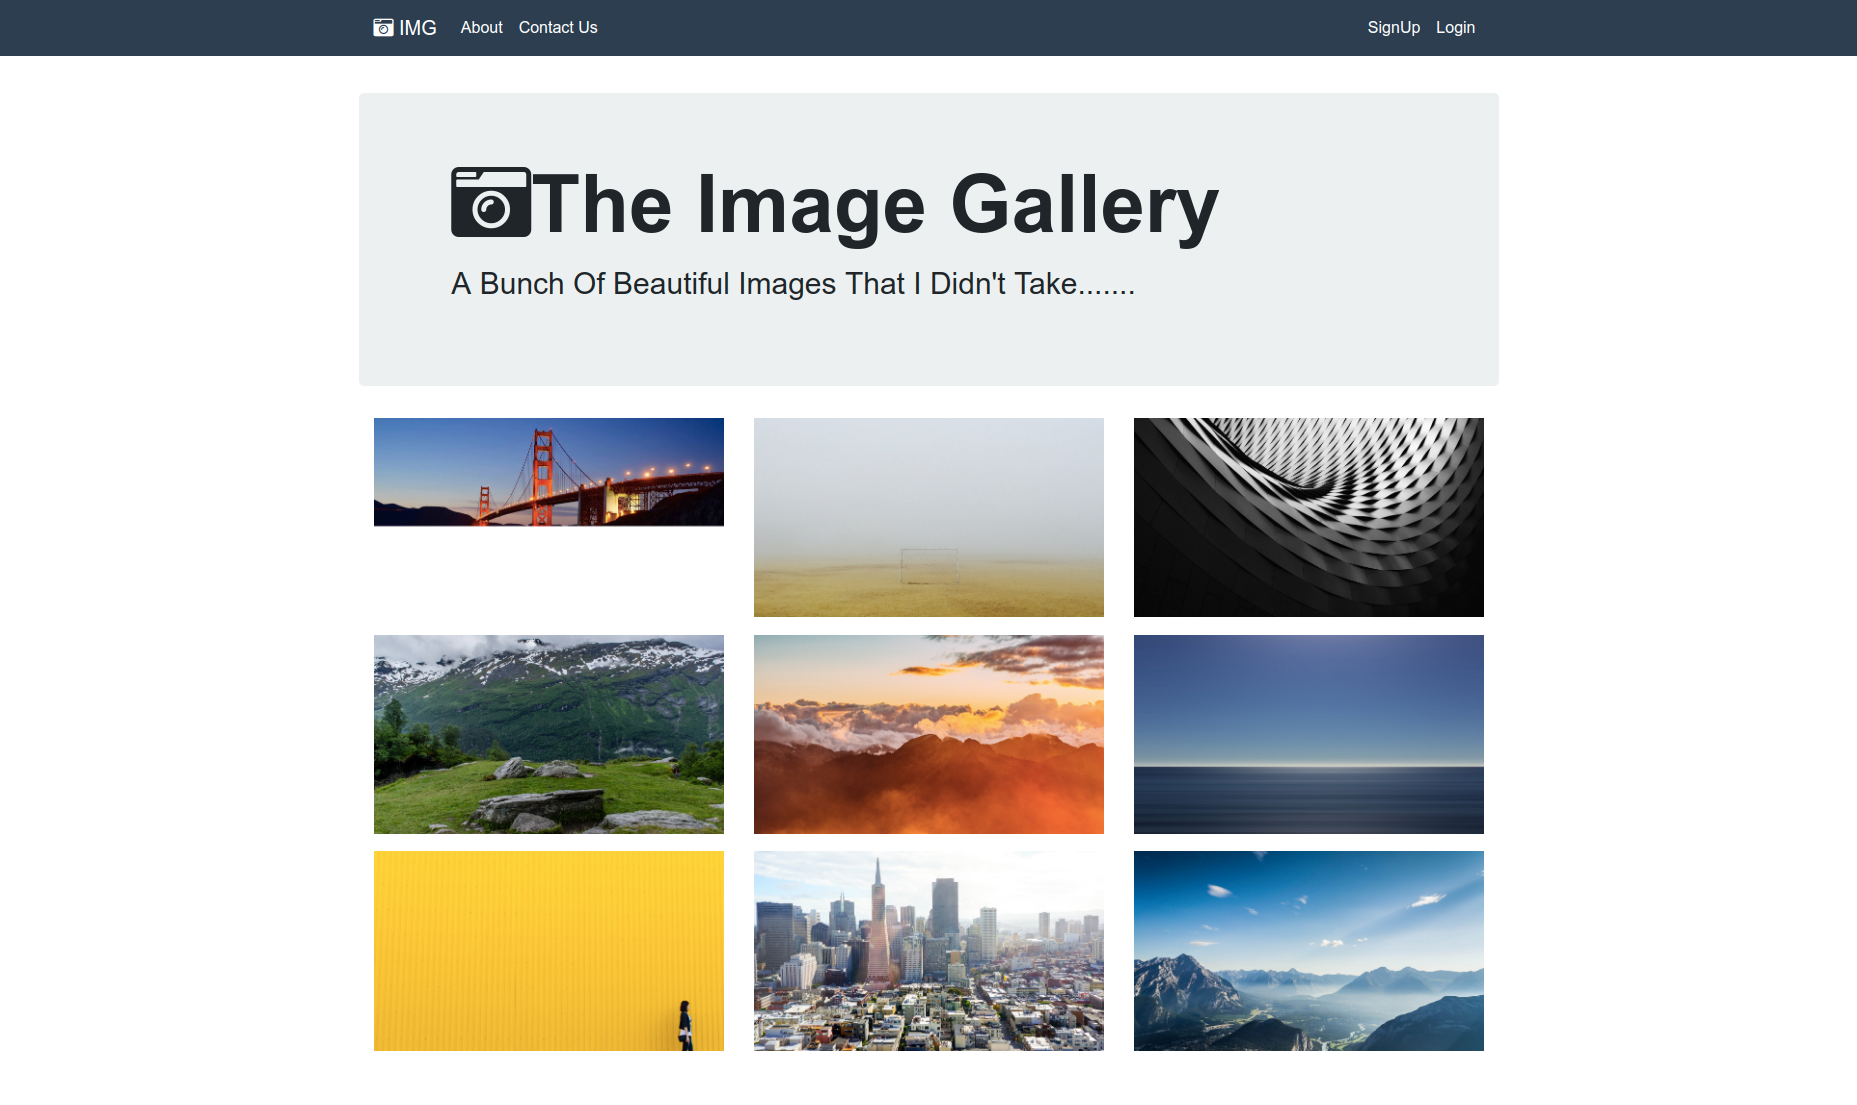 IMG About Contact Us SignUp Login
The Image Gallery
A Bunch Of Beautiful Images That I Didn't Take.......